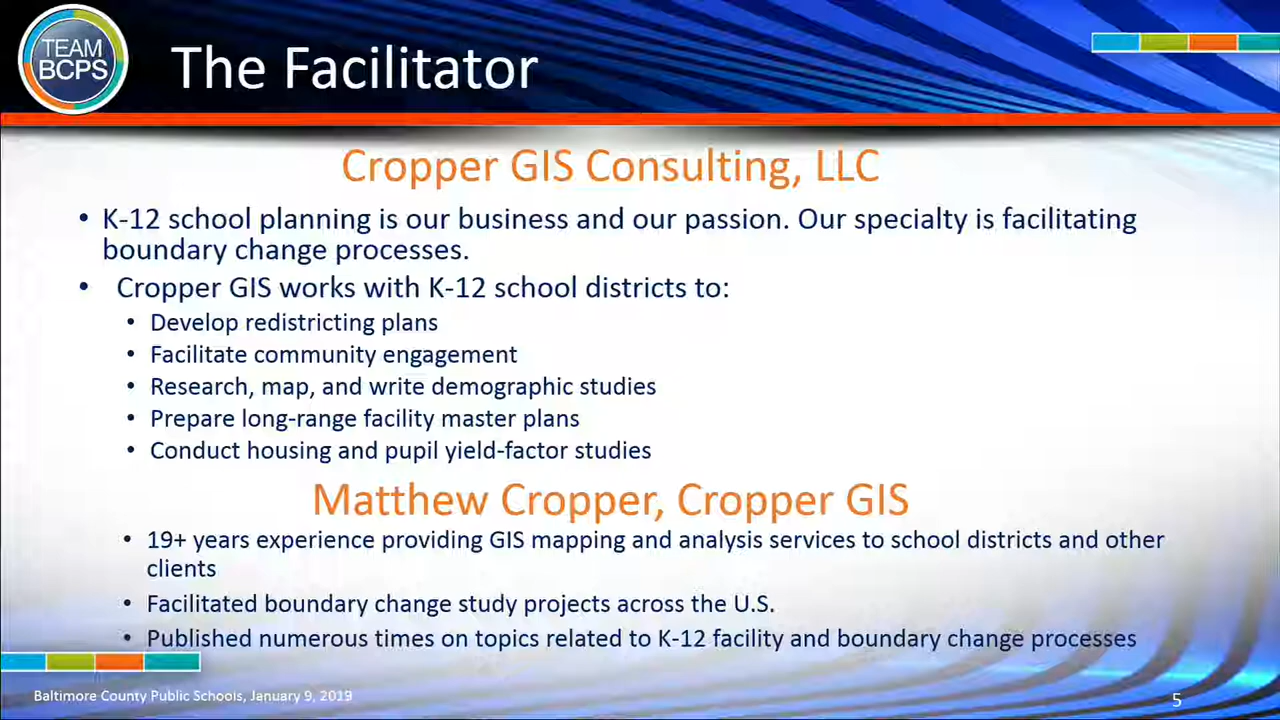 TEAM
BCPS
The Facilitator
Cropper GIS Consulting, LLC
• K-12 school planning is our business and our passion. Our specialty is facilitating
boundary change processes.
• Cropper GIS works with K-12 school districts to:
• Develop redistricting plans
• Facilitate community engagement
• Research, map, and write demographic studies
• Prepare long-range facility master plans
• Conduct housing and pupil yield-factor studies
Matthew Cropper, Cropper GIS
• 19+ years experience providing GIS mapping and analysis services to school districts and other
clients
• Facilitated boundary change study projects across the U.S.
• Published numerous times on topics related to K-12 facility and boundary change processes
Baltimore County Public Schools, January 9, 2019
5